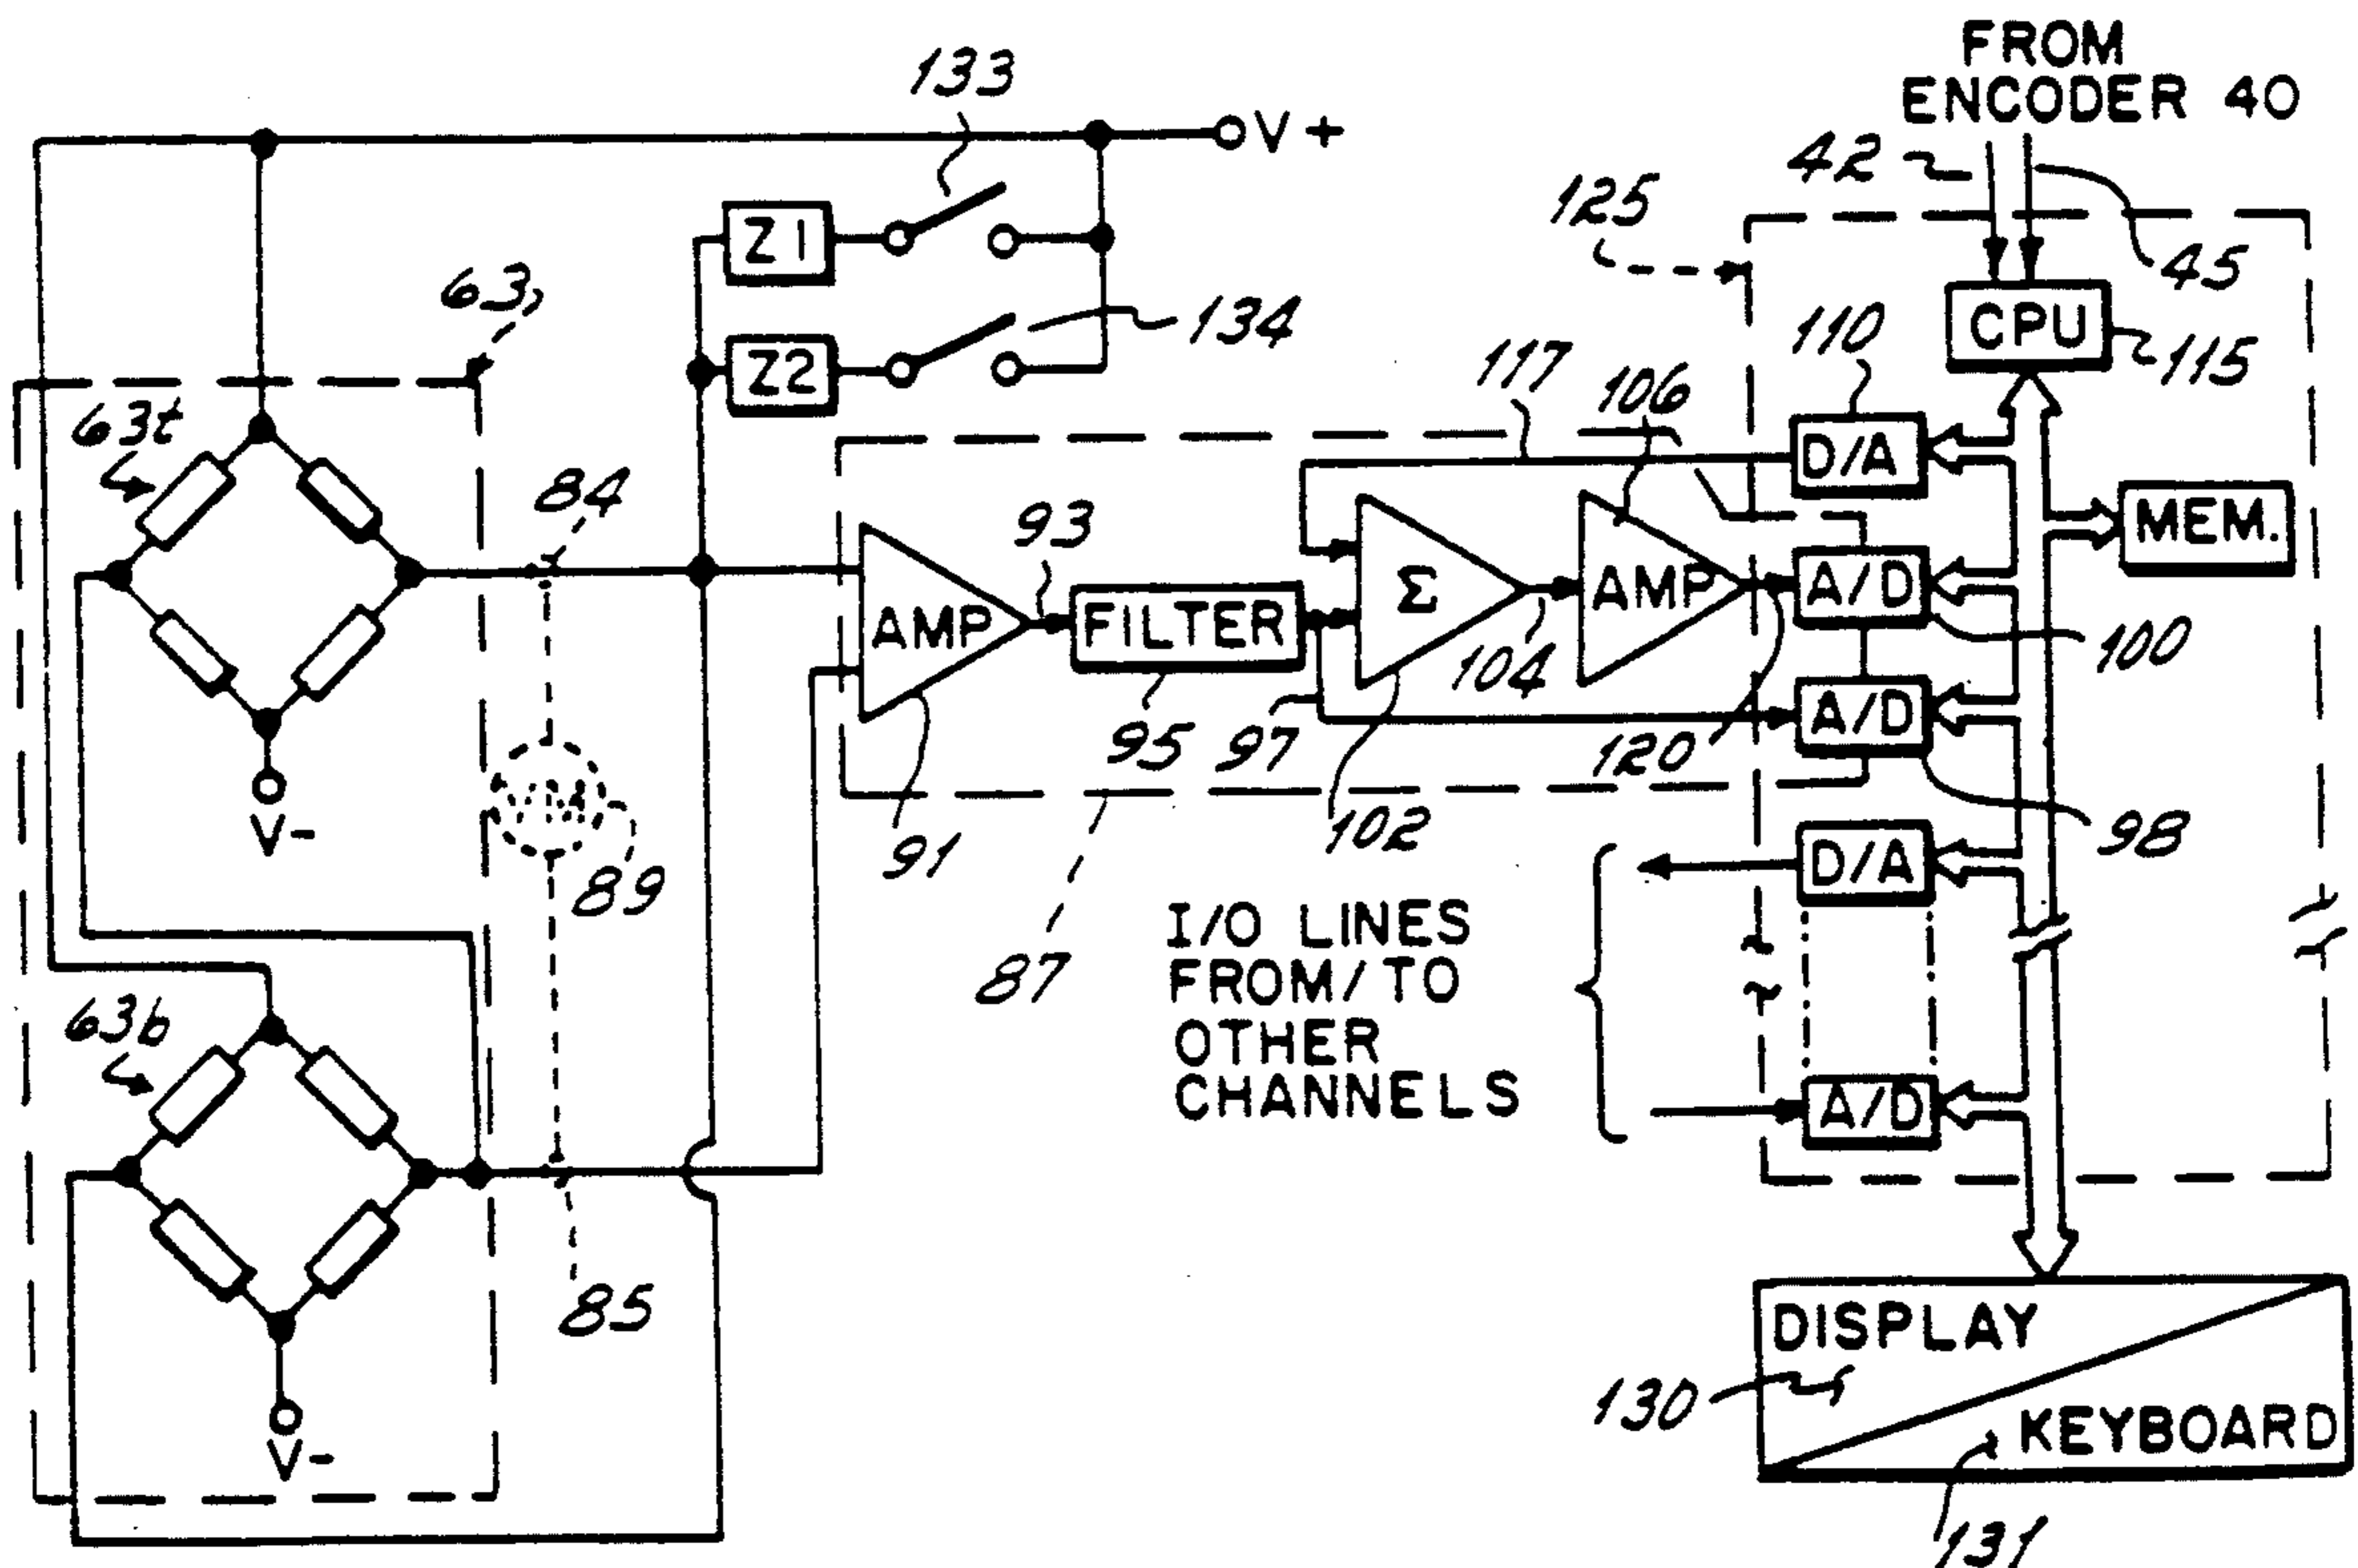 FROM
ENCODER 40
133
V +
42
125
45
Z1
63
134
110
CPU
115
Z2
117
106
63t
D/A
84
MEM.
93
A/D
AMP
FILTER
Σ
AMP
104
100
A/D
95
97
120
V-
91
102
98
89
D/A
I/O LINES
FROM/TO
OTHER
CHANNELS
87
63b
A/D
85
DISPLAY
130
KEYBOARD
V-
131